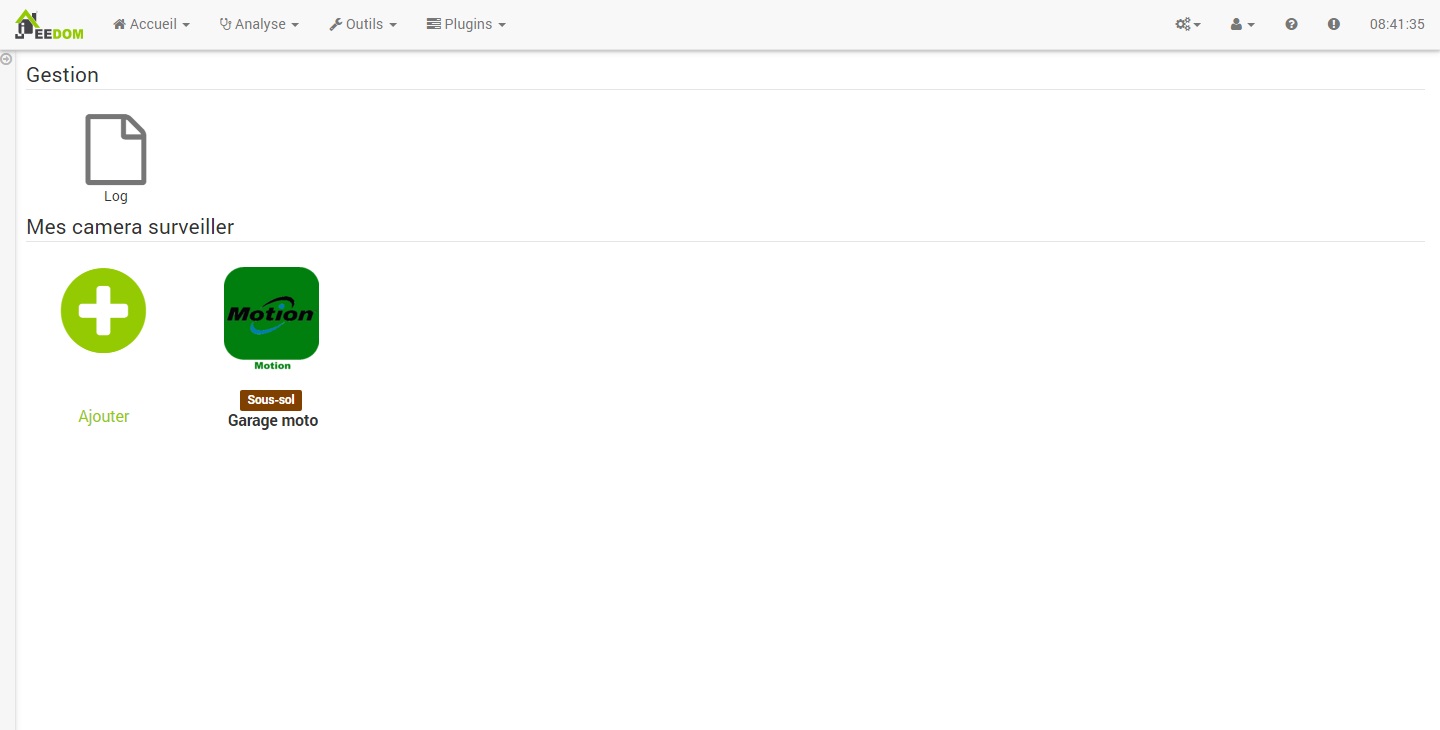 JEEDOM Accueil Analyse Outils Plugins 08:41:35
Gestion
Log
Mes camera surveiller
Motion
Motion
Ajouter
Sous-sol
Garage moto